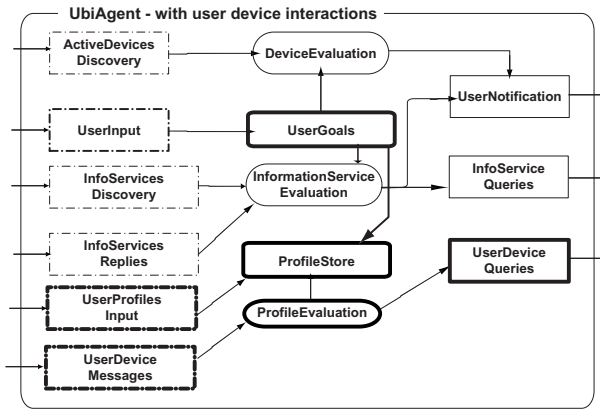 UbiAgent - with user device interactions
ActiveDevices
Discovery
DeviceEvaluation
UserNotification
UserInput
UserGoals
InfoServices
Discovery
InformationService
Evaluation
InfoService
Queries
InfoServices
Replies
ProfileStore
UserDevice
Queries
UserProfiles
Input
ProfileEvaluation
UserDevice
Messages